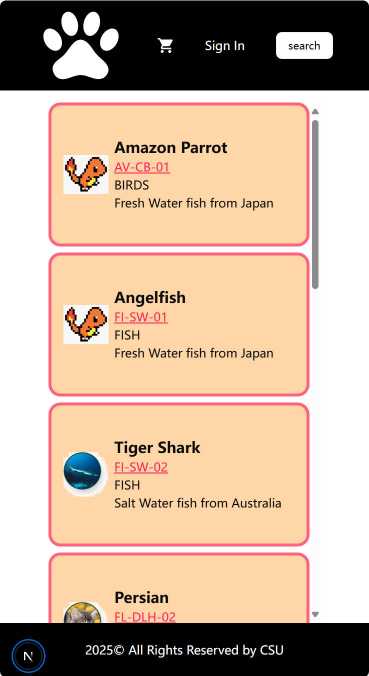 Sign In
search
Amazon Parrot
AV-CB-01
BIRDS
Fresh Water fish from Japan
Angelfish
FI-SW-01
FISH
Fresh Water fish from Japan
Tiger Shark
FI-SW-02
FISH
Salt Water fish from Australia
Persian
FL-DLH-02
2025© All Rights Reserved by CSU
N